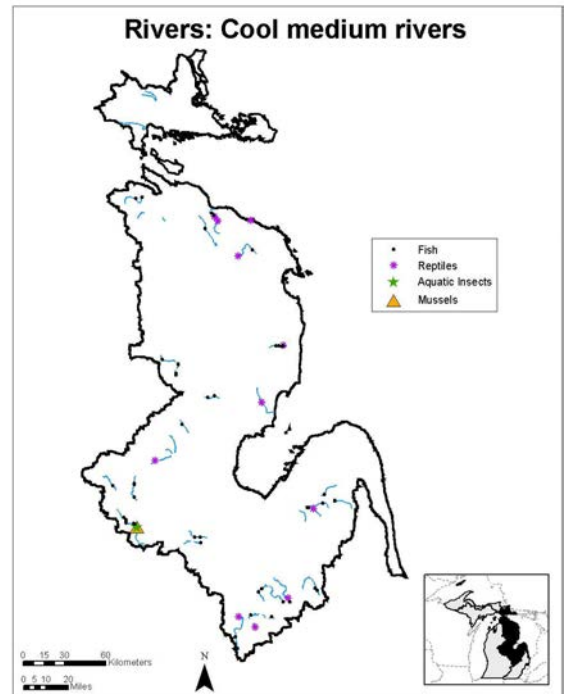 Rivers: Cool medium rivers
Fish
Reptiles
Aquatic Insects
Mussels
0 15 30 60
Kilometers
0 5 10 20
Miles
N